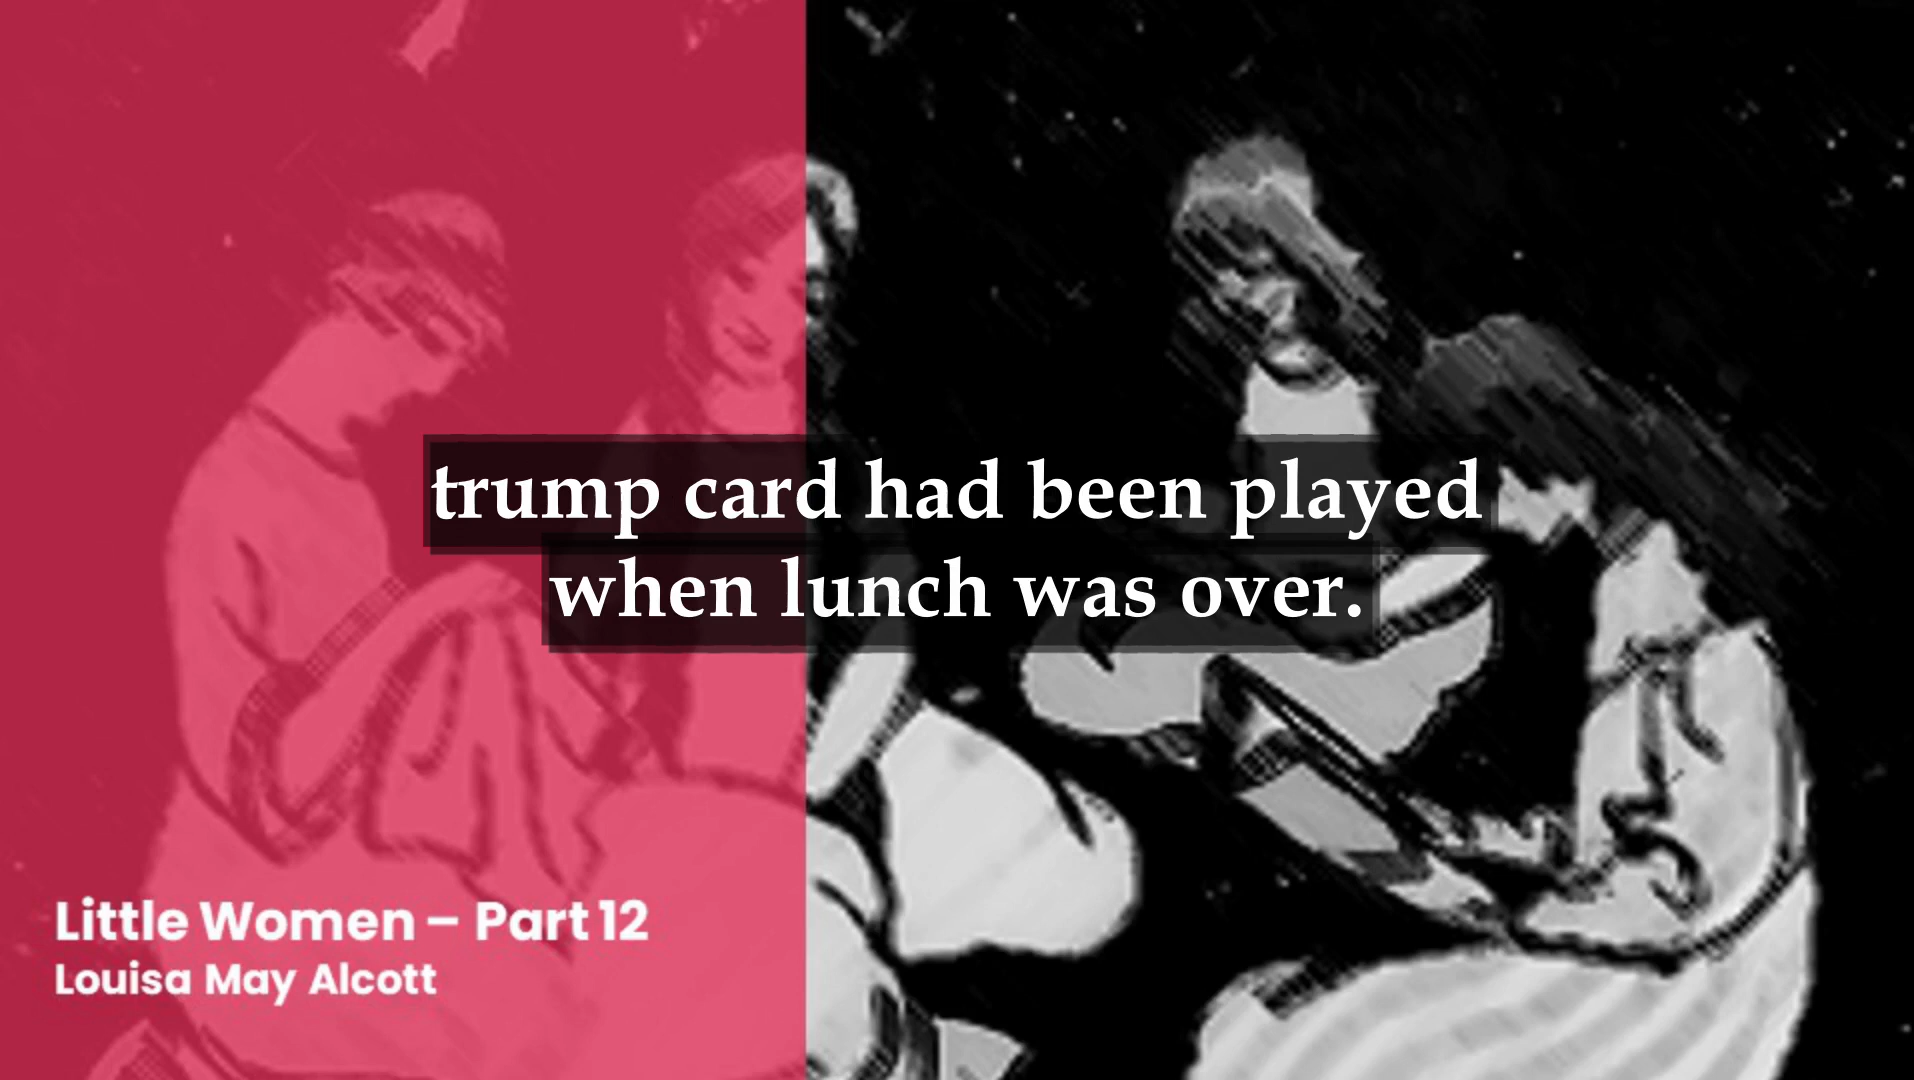 trump card had been played
when lunch was over.
Little Women – Part 12
Louisa May Alcott